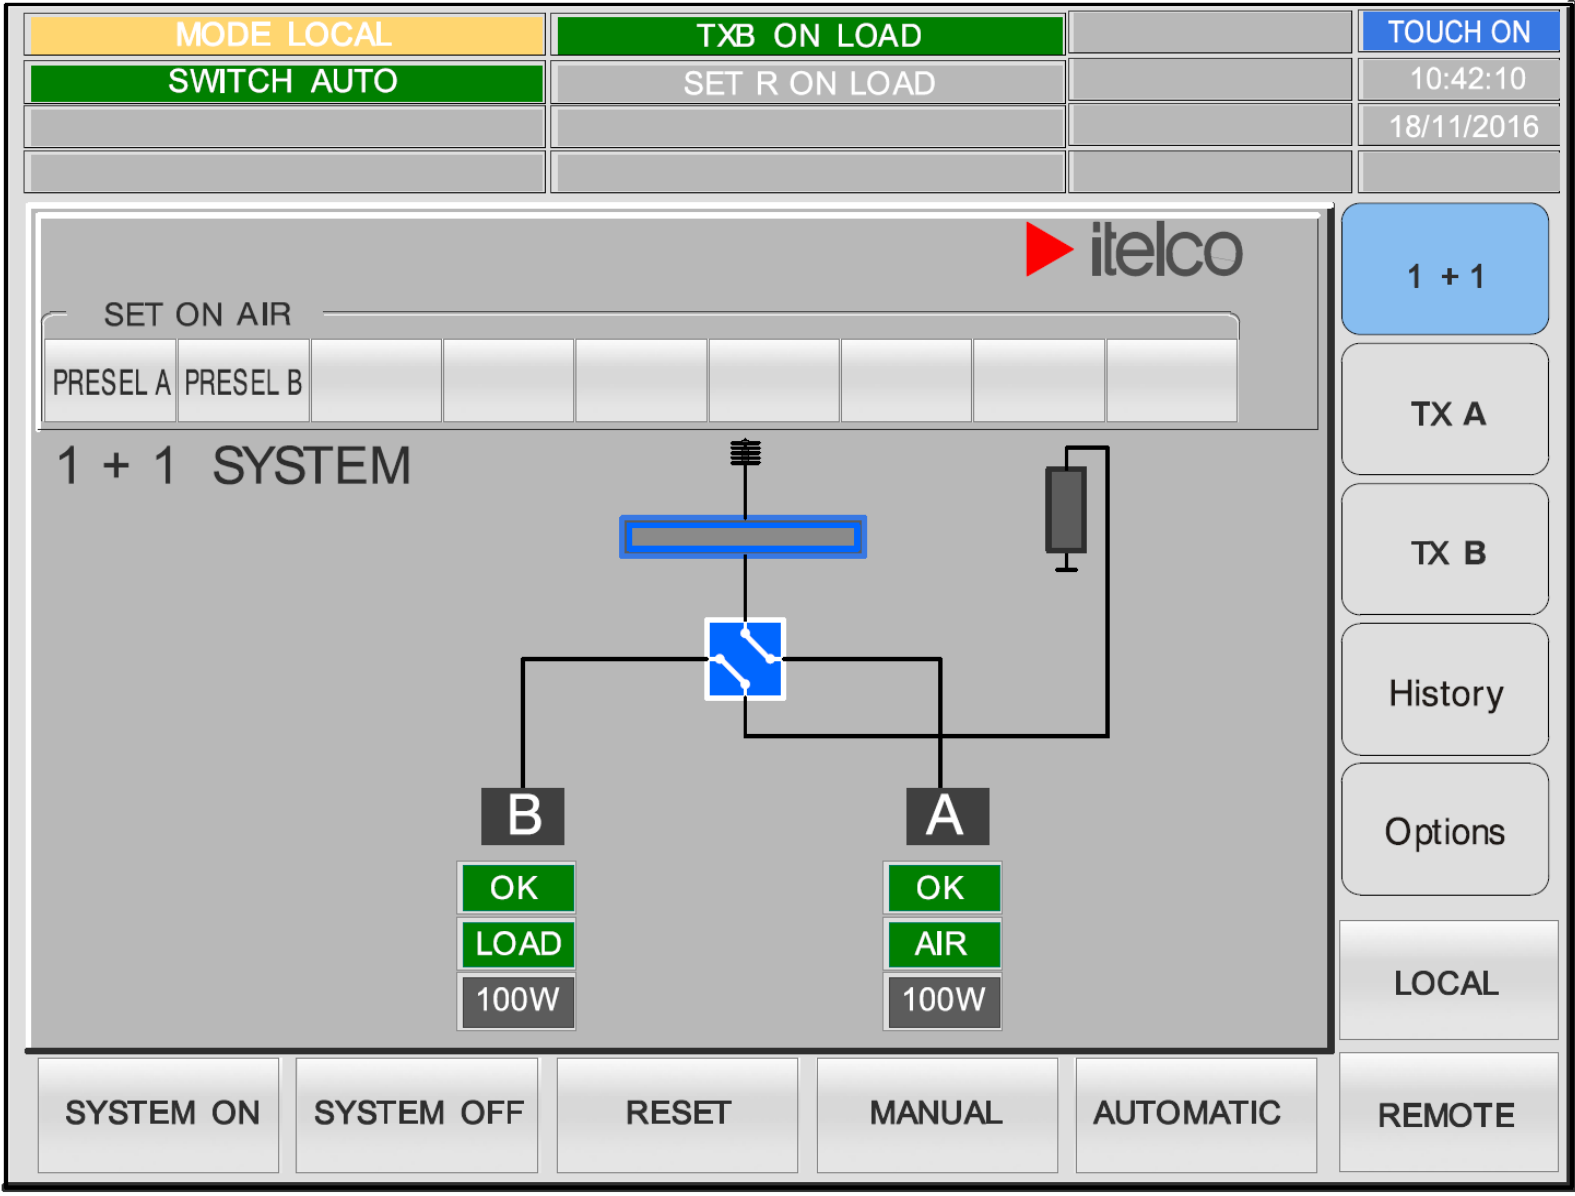 MODE LOCAL
TXB ON LOAD
TOUCH ON
SWITCH AUTO
SET R ON LOAD
10:42:10
18/11/2016
itelco
SET ON AIR
PRESEL A
PRESEL B
1 + 1 SYSTEM
B
OK
LOAD
100W
A
OK
AIR
100W
1 + 1
TX A
TX B
History
Options
LOCAL
SYSTEM ON
SYSTEM OFF
RESET
MANUAL
AUTOMATIC
REMOTE